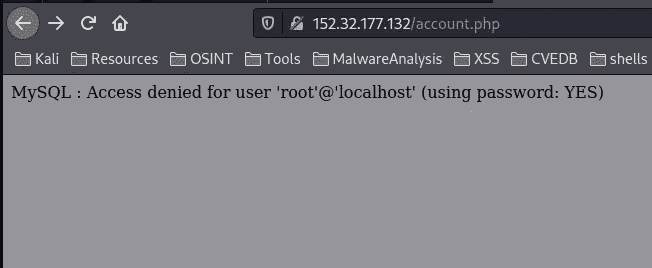 152.32.177.132/account.php
Kali Resources OSINT Tools MalwareAnalysis XSS CVEDB shells
MySQL : Access denied for user 'root'@'localhost' (using password: YES)